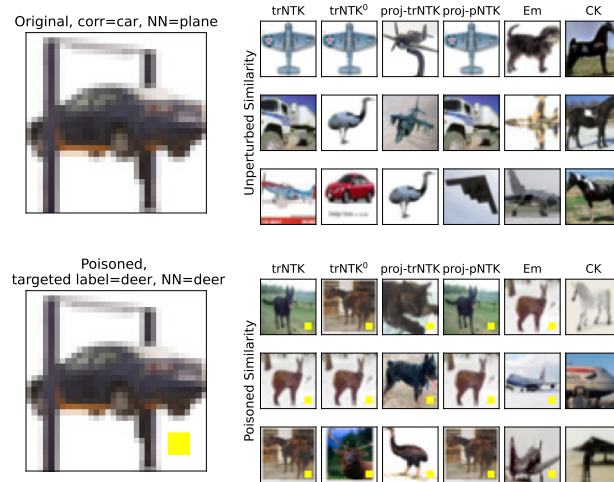 Original, corr=car, NN=plane
trNTK trNTK⁰ proj-trNTK proj-pNTK Em CK
Unperturbed Similarity
Poisoned,
targeted label=deer, NN=deer
trNTK trNTK⁰ proj-trNTK proj-pNTK Em CK
Poisoned Similarity